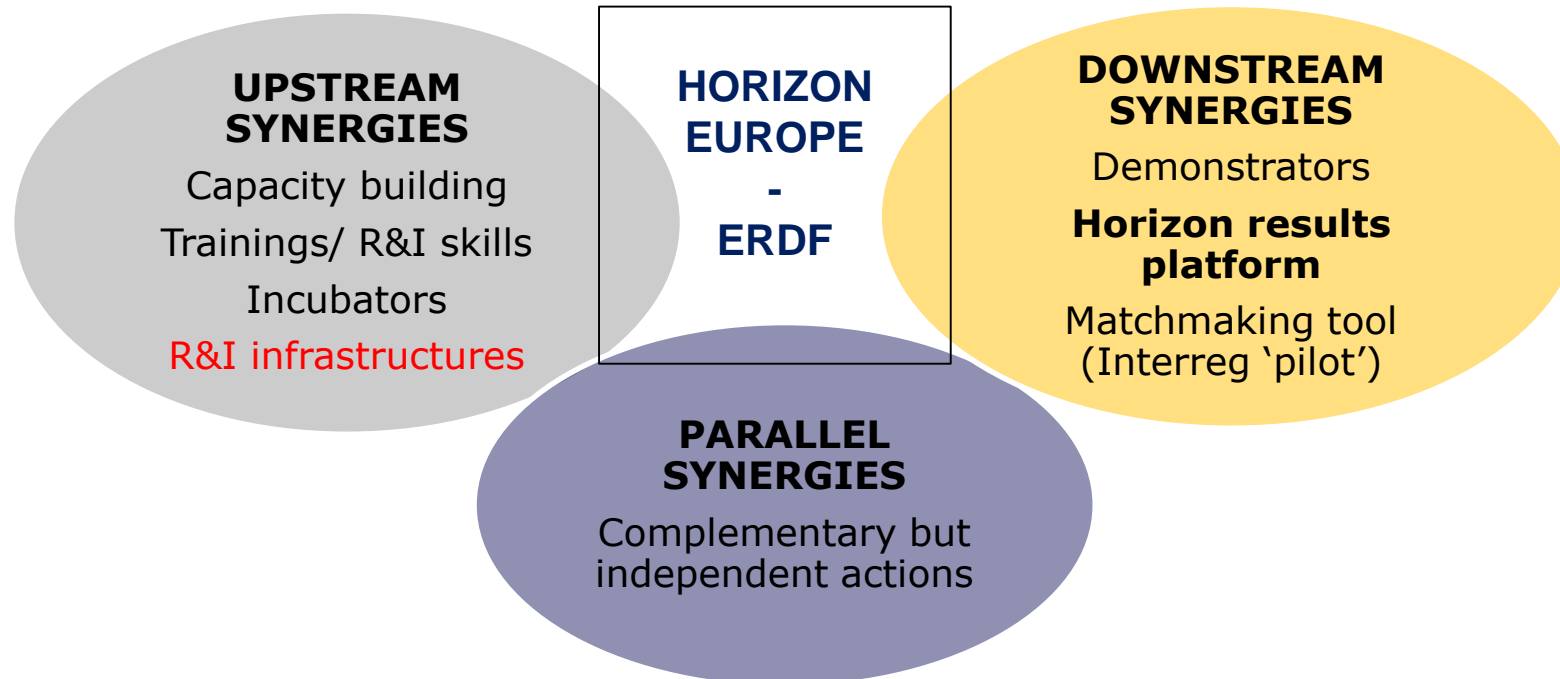 UPSTREAM
SYNERGIES
Capacity building
Trainings/ R&I skills
Incubators
R&I infrastructures
HORIZON
EUROPE
-
ERDF
DOWNSTREAM
SYNERGIES
Demonstrators
Horizon results
platform
Matchmaking tool
(Interreg ‘pilot’)
PARALLEL
SYNERGIES
Complementary but
independent actions